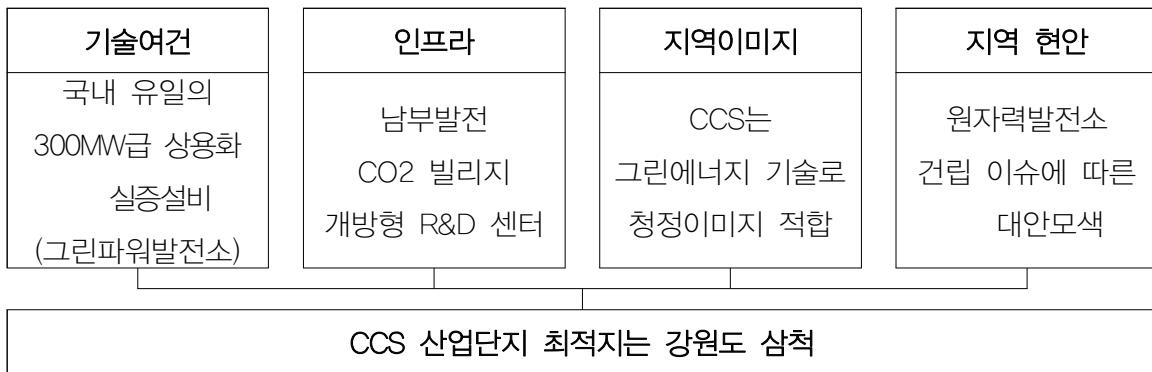 기술여건
국내 유일의
300MW급 상용화
실증설비
(그린파워발전소)
인프라
남부발전
CO2 빌리지
개방형 R&D 센터
지역이미지
CCS는
그린에너지 기술로
청정이미지 적합
지역 현안
원자력발전소
건립 이슈에 따른
대안모색
CCS 산업단지 최적지는 강원도 삼척